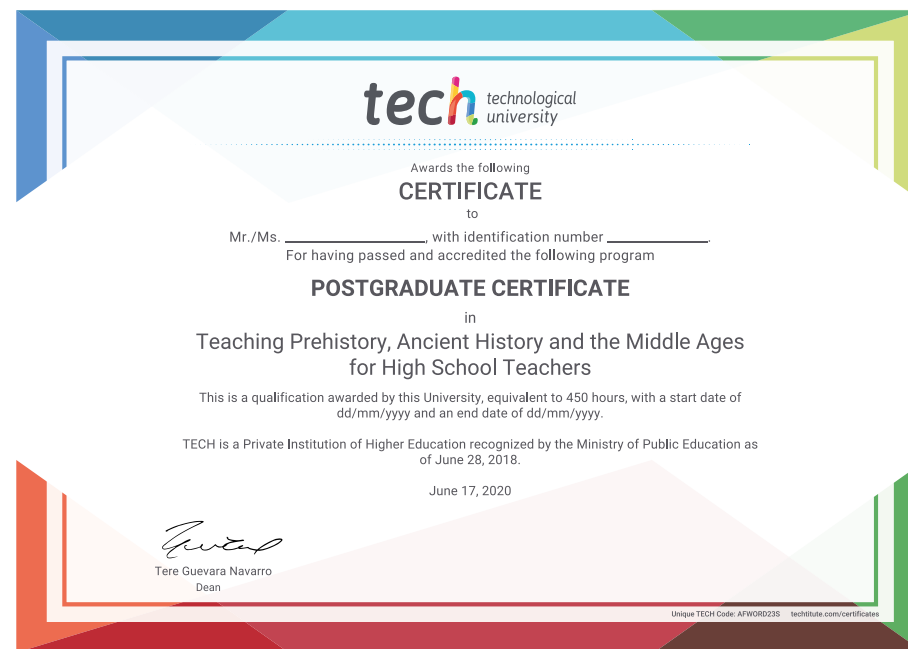 tech technological
university
Awards the following
CERTIFICATE
to
Mr./Ms. ____________________, with identification number ______________.
For having passed and accredited the following program
POSTGRADUATE CERTIFICATE
in
Teaching Prehistory, Ancient History and the Middle Ages
for High School Teachers
This is a qualification awarded by this University, equivalent to 450 hours, with a start date of
dd/mm/yyyy and an end date of dd/mm/yyyy.
TECH is a Private Institution of Higher Education recognized by the Ministry of Public Education as
of June 28, 2018.
June 17, 2020
Tere Guevara Navarro
Dean
Unique TECH Code: AFWORD23S techtitute.com/certificates